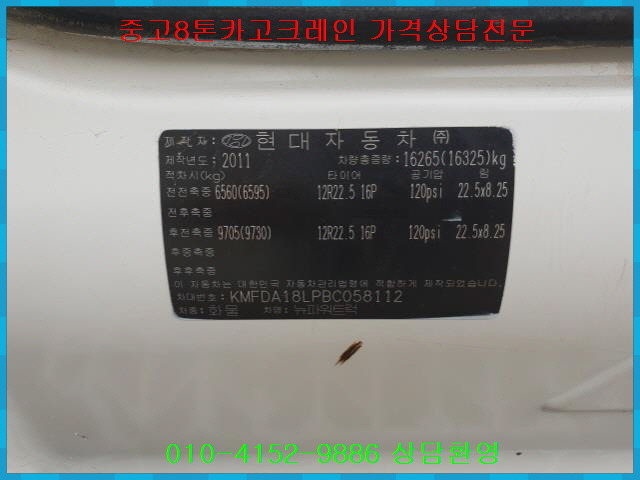 중고8톤카고크레인 가격상담전문
제작자: 현대자동차㈜
제작년도: 2011 차량총중량: 16265(16325)kg
적차시(kg) 타이어 공기압 림
전전축중 6560(6595) 12R22.5 16P 120psi 22.5x8.25
전후축중
후전축중 9705(9730) 12R22.5 16P 120psi 22.5x8.25
후중축중
후후축중
이 자동차는 대한민국 자동차관리법령에 적합하게 제작되었음.
차대번호: KMFDA18LPBC058112
차종: 화물 차명: 뉴파워트럭
010-4152 9886 상담환영